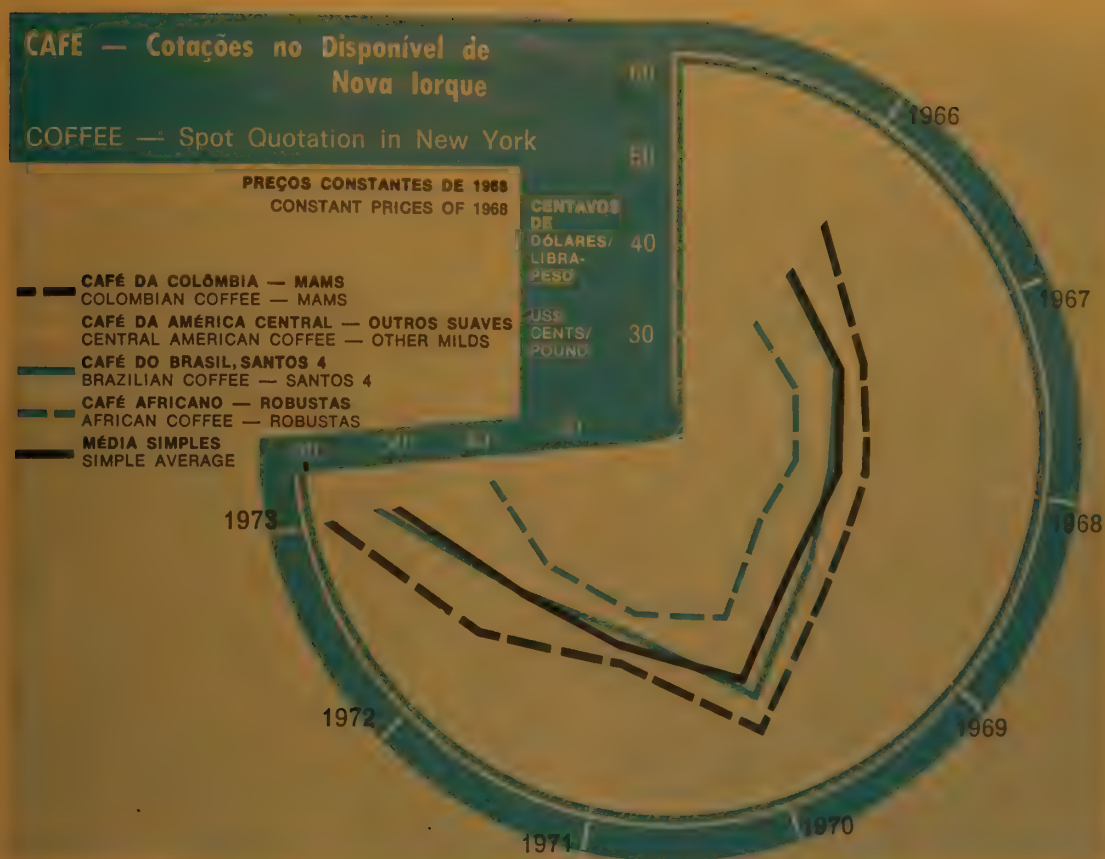 CAFÉ — Cotações no Disponível de
Nova Iorque
COFFEE — Spot Quotation in New York
PREÇOS CONSTANTES DE 1968
CONSTANT PRICES OF 1968
CENTAVOS
DE
DÓLARES/
LIBRA-
PESO
US$
CENTS/
POUND
60
50
40
30
CAFÉ DA COLÔMBIA — MAMS
COLOMBIAN COFFEE — MAMS
CAFÉ DA AMÉRICA CENTRAL — OUTROS SUAVES
CENTRAL AMERICAN COFFEE — OTHER MILDS
CAFÉ DO BRASIL, SANTOS 4
BRAZILIAN COFFEE — SANTOS 4
CAFÉ AFRICANO — ROBUSTAS
AFRICAN COFFEE — ROBUSTAS
MÉDIA SIMPLES
SIMPLE AVERAGE
1966
1967
1968
1969
1970
1971
1972
1973